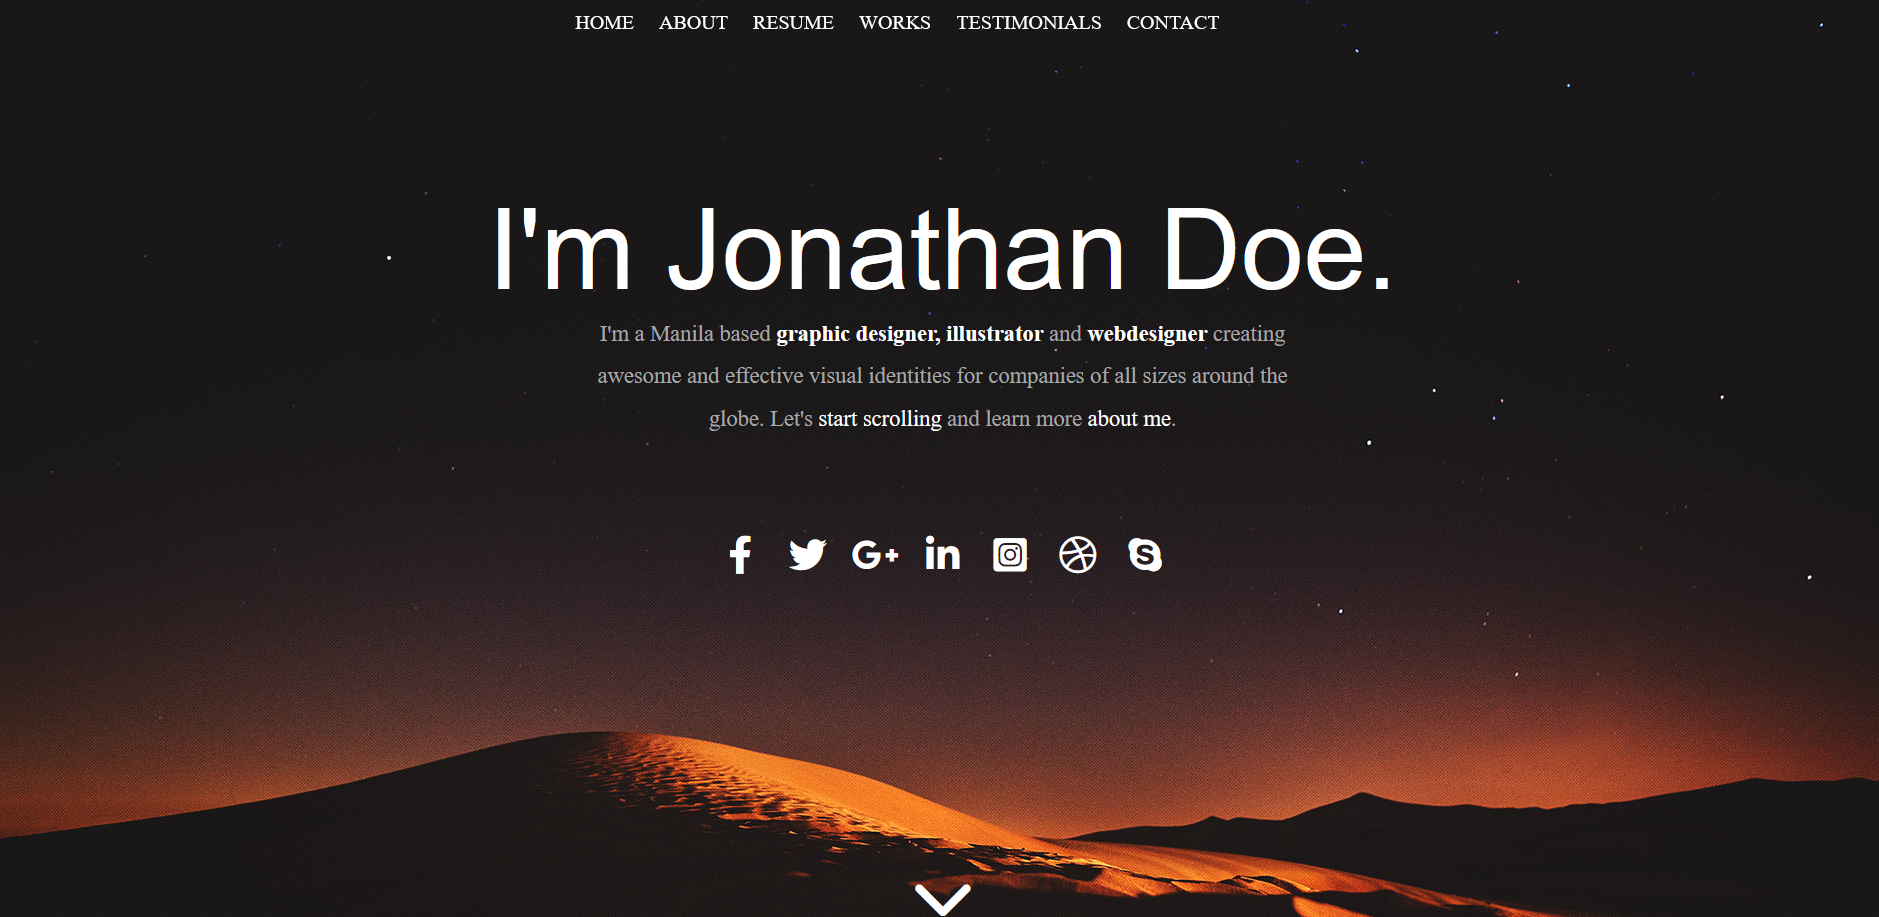 HOME ABOUT RESUME WORKS TESTIMONIALS CONTACT
I'm Jonathan Doe.
I'm a Manila based graphic designer, illustrator and webdesigner creating
awesome and effective visual identities for companies of all sizes around the
globe. Let's start scrolling and learn more about me.